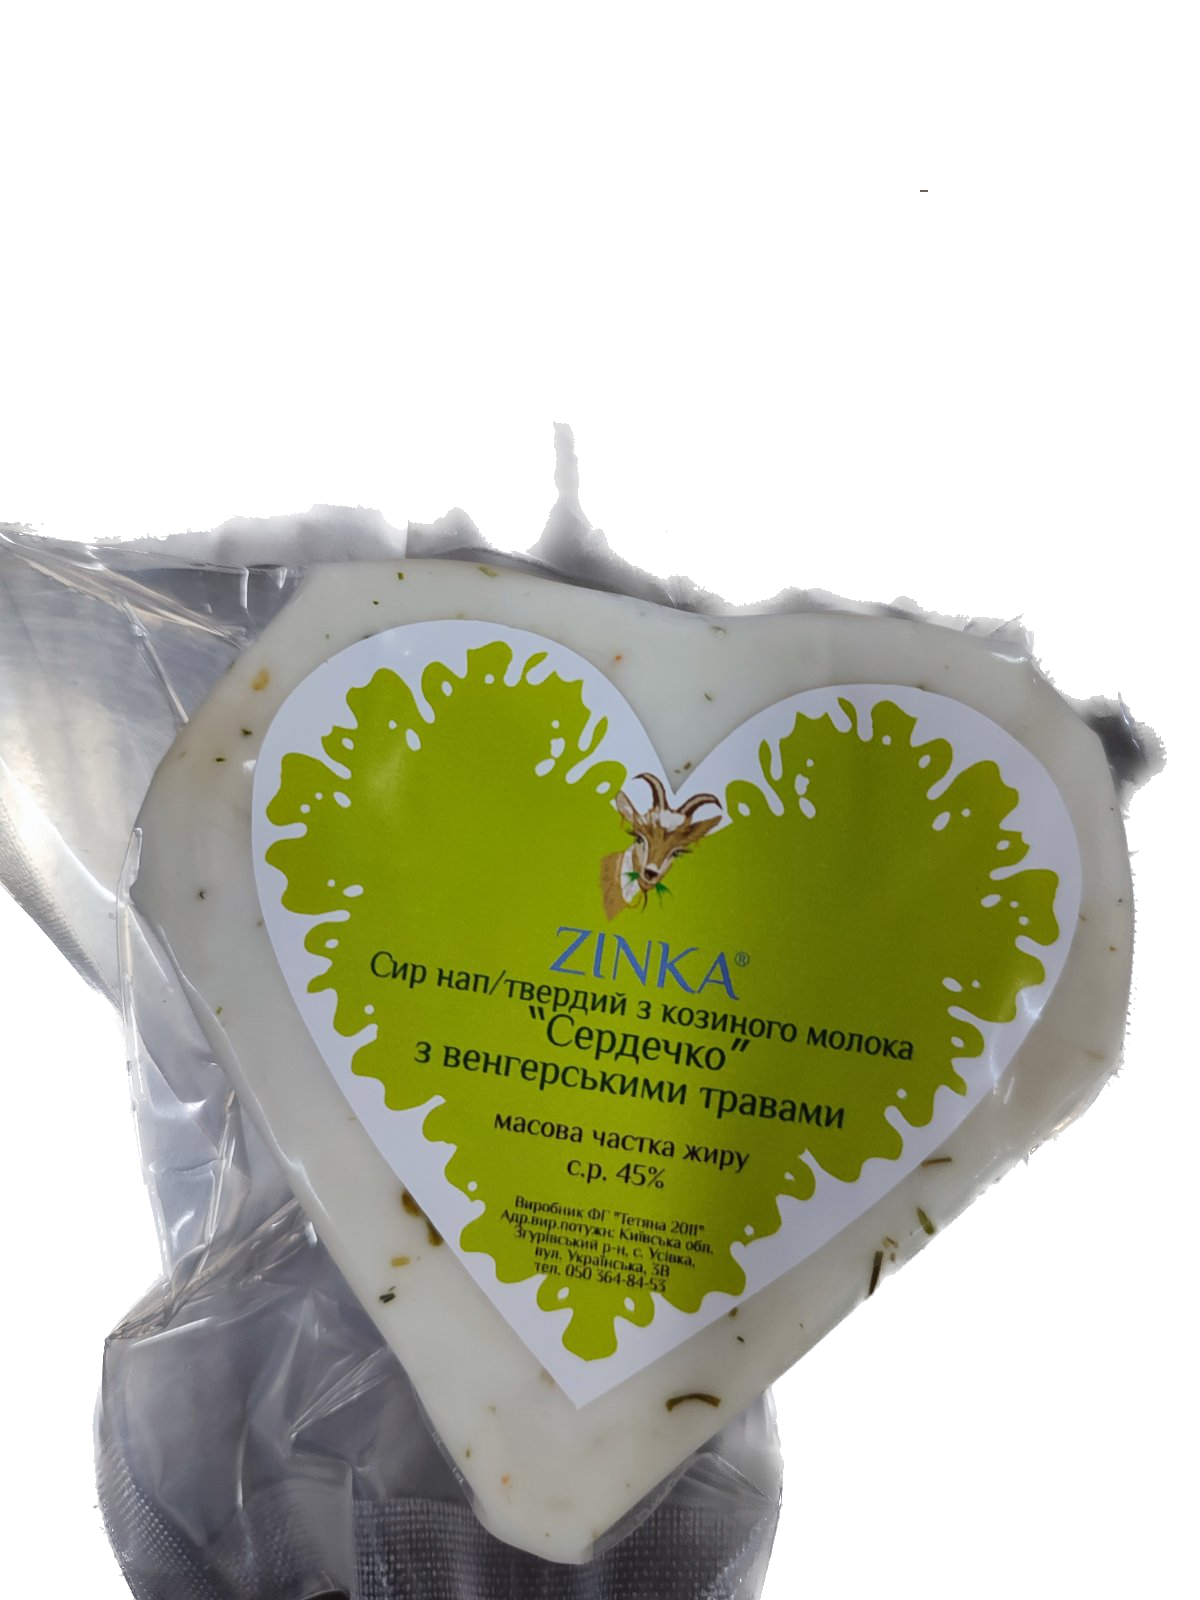 ZINKA®
Сир нап/твердий з козиного молока
"Сердечко"
з венгерськими травами
масова частка жиру
с.р. 45%
Виробник ФГ "Тетяна 2011"
Адр.вир.потужн: Київська обл.
Згурівський р-н, с. Усівка,
вул. Українська, 3В
тел. 050 364-84-53